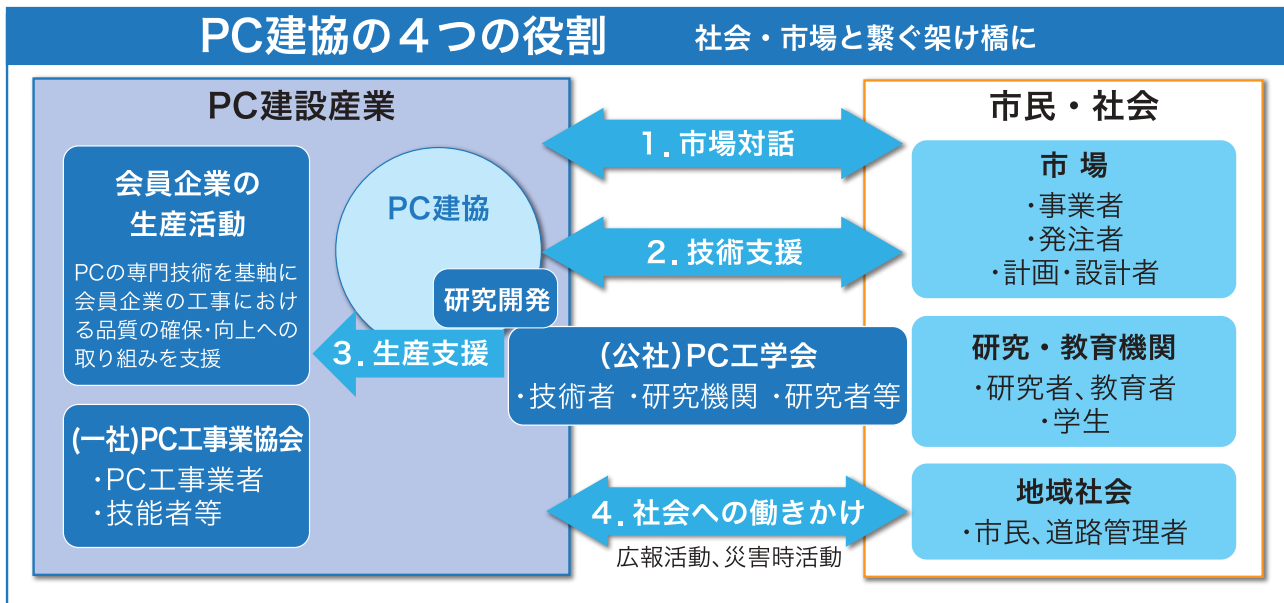 PC建協の4つの役割 社会・市場と繋ぐ架け橋に
PC建設産業
会員企業の
生産活動
PCの専門技術を基軸に
会員企業の工事におけ
る品質の確保・向上への
取り組みを支援
(一社)PC工事業協会
・PC工事業者
・技能者等
PC建協
研究開発
1. 市場対話
2. 技術支援
3. 生産支援
(公社)PC工学会
・技術者 ・研究機関 ・研究者等
4. 社会への働きかけ
広報活動、災害時活動
市民・社会
市 場
・事業者
・発注者
・計画・設計者
研究・教育機関
・研究者、教育者
・学生
地域社会
・市民、道路管理者